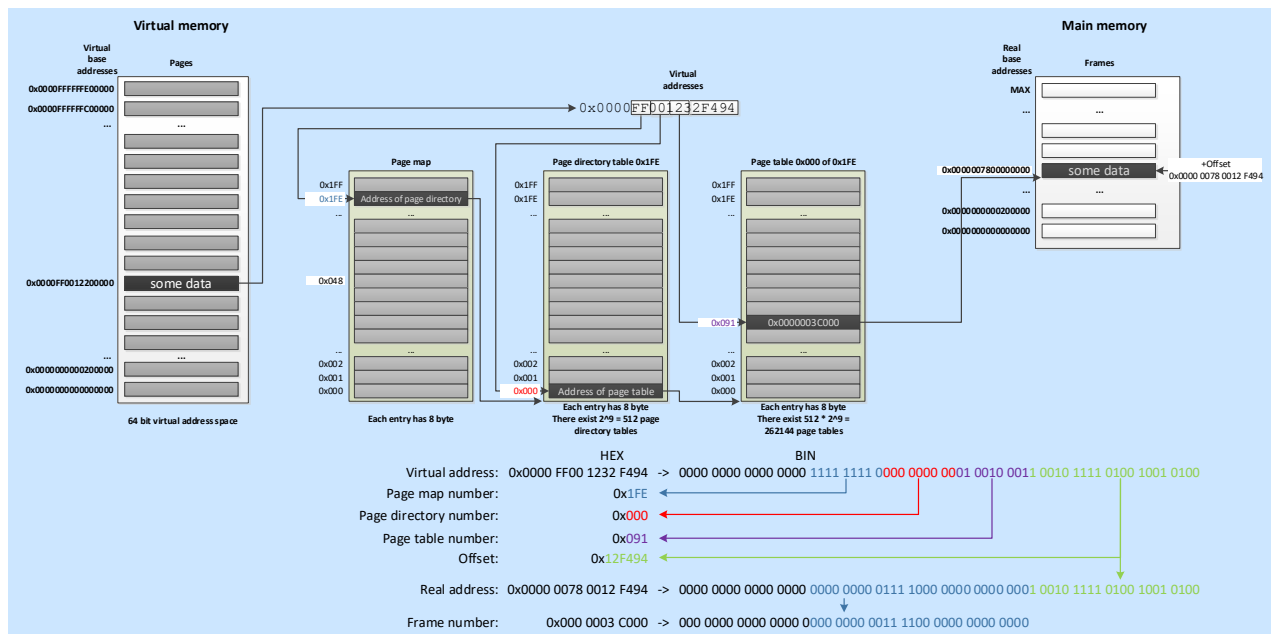 Virtual memory
Main memory
Virtual
base
addresses
Pages
0x0000FFFFFFE00000
0x0000FFFFFFC00000
...
...
0x0000FF0012200000
some data
...
...
0x0000000000200000
0x0000000000000000
64 bit virtual address space
Virtual
addresses
0x0000FF001232F494
Page map
0x1FF
0x1FE
Address of page directory
...
...
0x048
...
...
0x002
0x001
0x000
Each entry has 8 byte
Page directory table 0x1FE
0x1FF
0x1FE
...
...
...
...
0x002
0x001
0x000
Address of page table
Each entry has 8 byte
There exist 2^9 = 512 page
directory tables
Page table 0x000 of 0x1FE
0x1FF
0x1FE
...
...
0x091
0x0000003C000
...
...
0x002
0x001
0x000
Each entry has 8 byte
There exist 512 * 2^9 =
262144 page tables
Real
base
addresses
Frames
MAX
...
...
0x0000007800000000
some data
+Offset
0x0000 0078 0012 F494
...
...
0x0000000000200000
0x0000000000000000
HEX
BIN
Virtual address: 0x0000 FF00 1232 F494 -> 0000 0000 0000 0000 1111 1111 0000 0000 0001 0010 0011 0010 1111 0100 1001 0100
Page map number: 0x1FE
Page directory number: 0x000
Page table number: 0x091
Offset: 0x12F494
Real address: 0x0000 0078 0012 F494 -> 0000 0000 0000 0000 0000 0000 0111 1000 0000 0000 0001 0010 1111 0100 1001 0100
Frame number: 0x000 0003 C000 -> 000 0000 0000 0000 0000 0000 0011 1100 0000 0000 0000